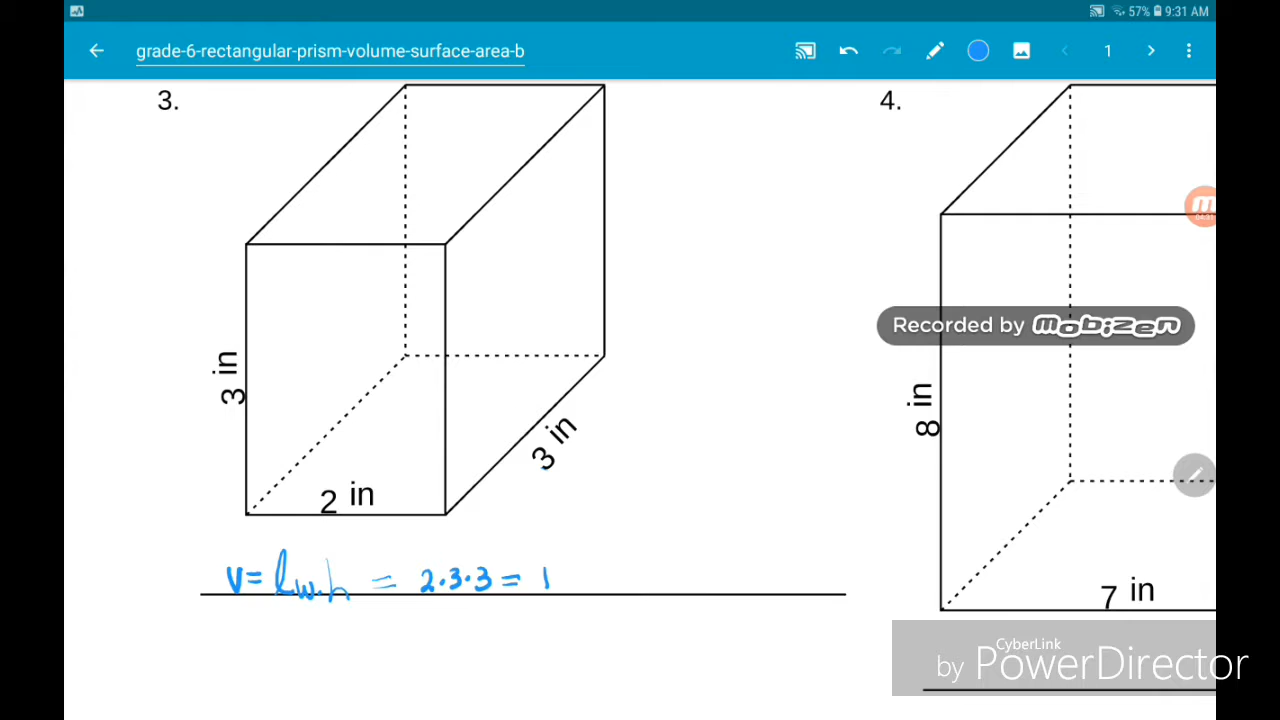 57% 9:31 AM
grade-6-rectangular-prism-volume-surface-area-b
1
3.
4.
3 in
2 in
3 in
V= lw.h = 2·3·3 = 1
Recorded by mobizen
8 in
7 in
CyberLink
by PowerDirector